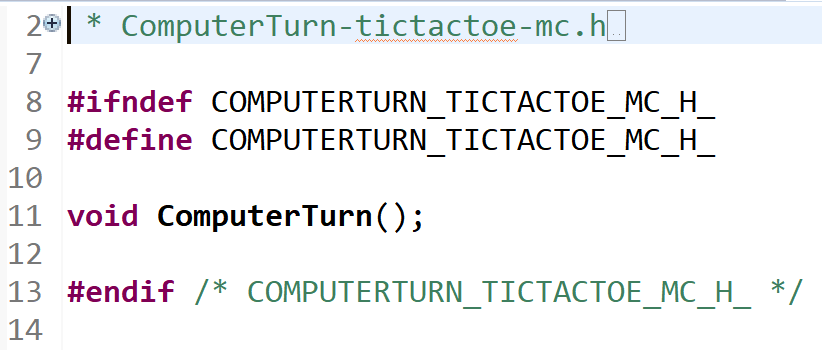 2 * ComputerTurn-tictactoe-mc.h
7
8 #ifndef COMPUTERTURN_TICTACTOE_MC_H_
9 #define COMPUTERTURN_TICTACTOE_MC_H_
10
11 void ComputerTurn();
12
13 #endif /* COMPUTERTURN_TICTACTOE_MC_H_ */
14